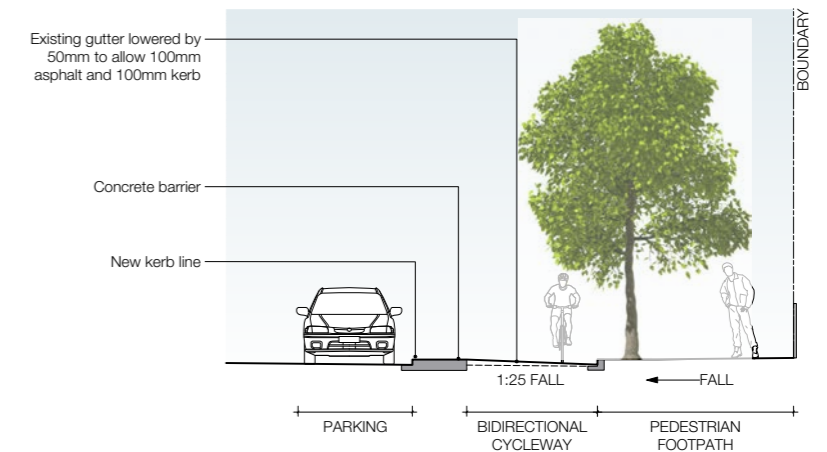 Existing gutter lowered by
50mm to allow 100mm
asphalt and 100mm kerb
BOUNDARY
Concrete barrier
New kerb line
1:25 FALL
FALL
PARKING
BIDIRECTIONAL
CYCLEWAY
PEDESTRIAN
FOOTPATH